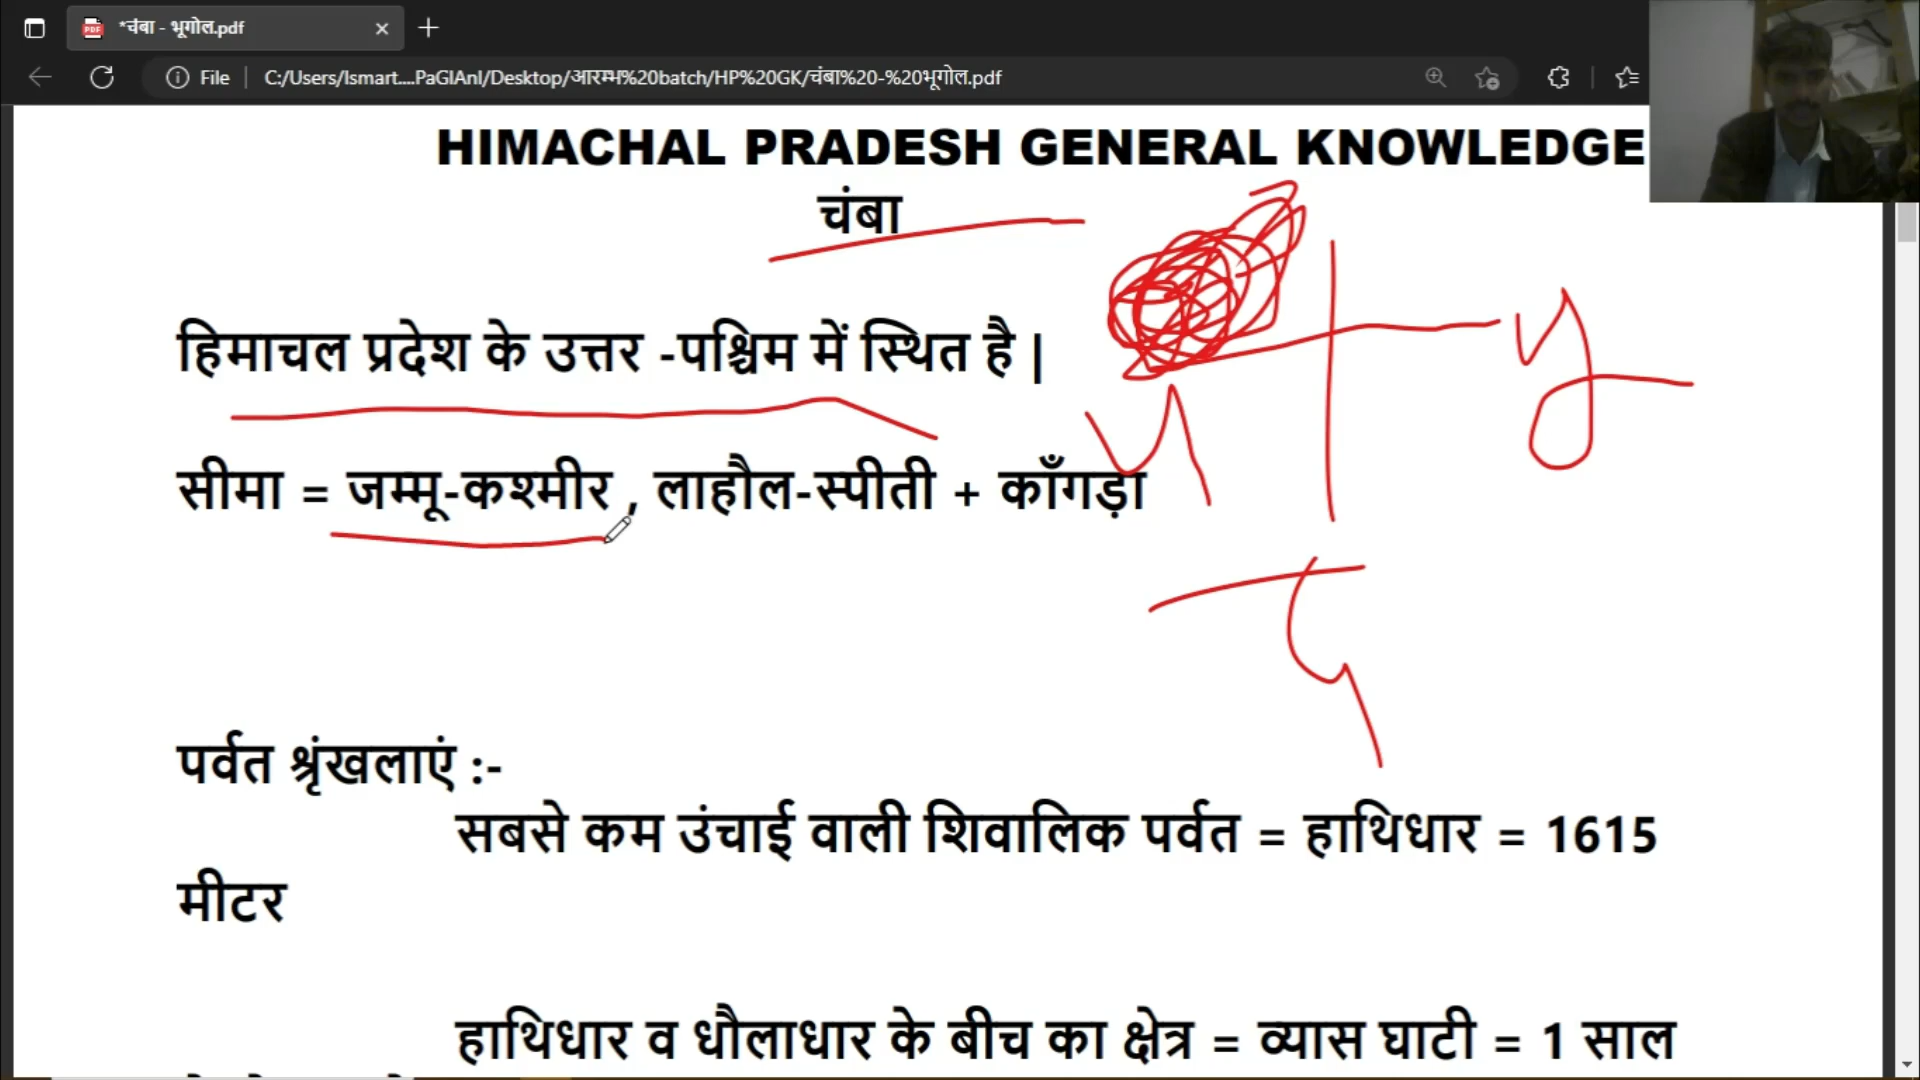 *चंबा - भूगोल.pdf
File
C:/Users/Ismart....PaGlAnI/Desktop/आरम्भ%20batch/HP%20GK/चंबा%20-%20भूगोल.pdf
HIMACHAL PRADESH GENERAL KNOWLEDGE
चंबा
हिमाचल प्रदेश के उत्तर -पश्चिम में स्थित है |
सीमा = जम्मू-कश्मीर , लाहौल-स्पीती + काँगड़ा
पर्वत श्रृंखलाएं :-
सबसे कम उंचाई वाली शिवालिक पर्वत = हाथिधार = 1615
मीटर
हाथिधार व धौलाधार के बीच का क्षेत्र = व्यास घाटी = 1 साल